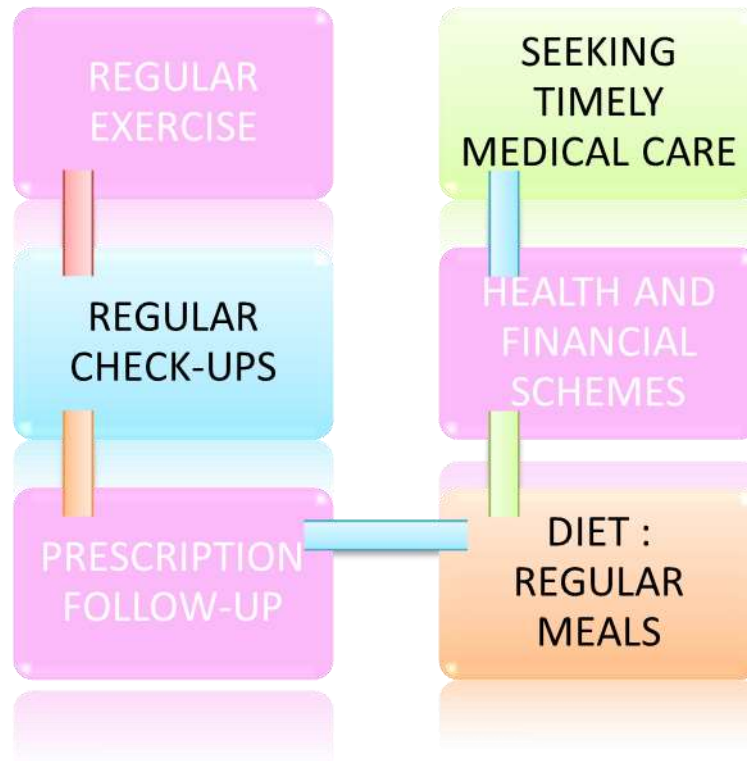 REGULAR
EXERCISE
REGULAR
CHECK-UPS
PRESCRIPTION
FOLLOW-UP
DIET :
REGULAR
MEALS
HEALTH AND
FINANCIAL
SCHEMES
SEEKING
TIMELY
MEDICAL CARE